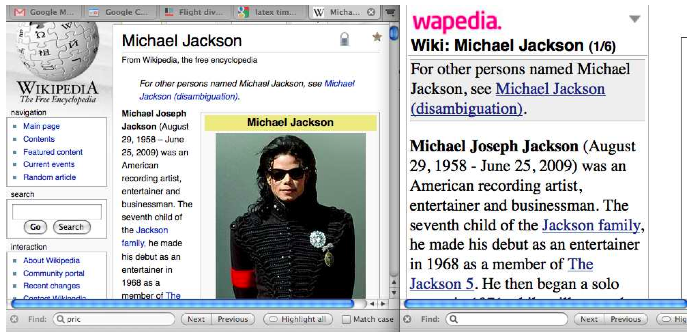 Google M...
Google C...
Flight div...
latex tim...
Micha...
WIKIPEDIA
The Free Encyclopedia
navigation
Main page
Contents
Featured content
Current events
Random article
search
Go Search
interaction
About Wikipedia
Community portal
Recent changes
Contact Wikipedia
Michael Jackson
From Wikipedia, the free encyclopedia
For other persons named Michael Jackson, see Michael
Jackson (disambiguation).
Michael Joseph
Jackson (August
29, 1958 – June
25, 2009) was an
American
recording artist,
entertainer and
businessman. The
seventh child of
the Jackson
family, he made
his debut as an
entertainer in
1968 as a
member of The
Michael Jackson
Find: pric Next Previous Highlight all Match case
wapedia.
Wiki: Michael Jackson (1/6)
For other persons named Michael
Jackson, see Michael Jackson
(disambiguation).
Michael Joseph Jackson (August
29, 1958 - June 25, 2009) was an
American recording artist,
entertainer and businessman. The
seventh child of the Jackson family,
he made his debut as an entertainer
in 1968 as a member of The
Jackson 5. He then began a solo
Find: Next Previous Hig